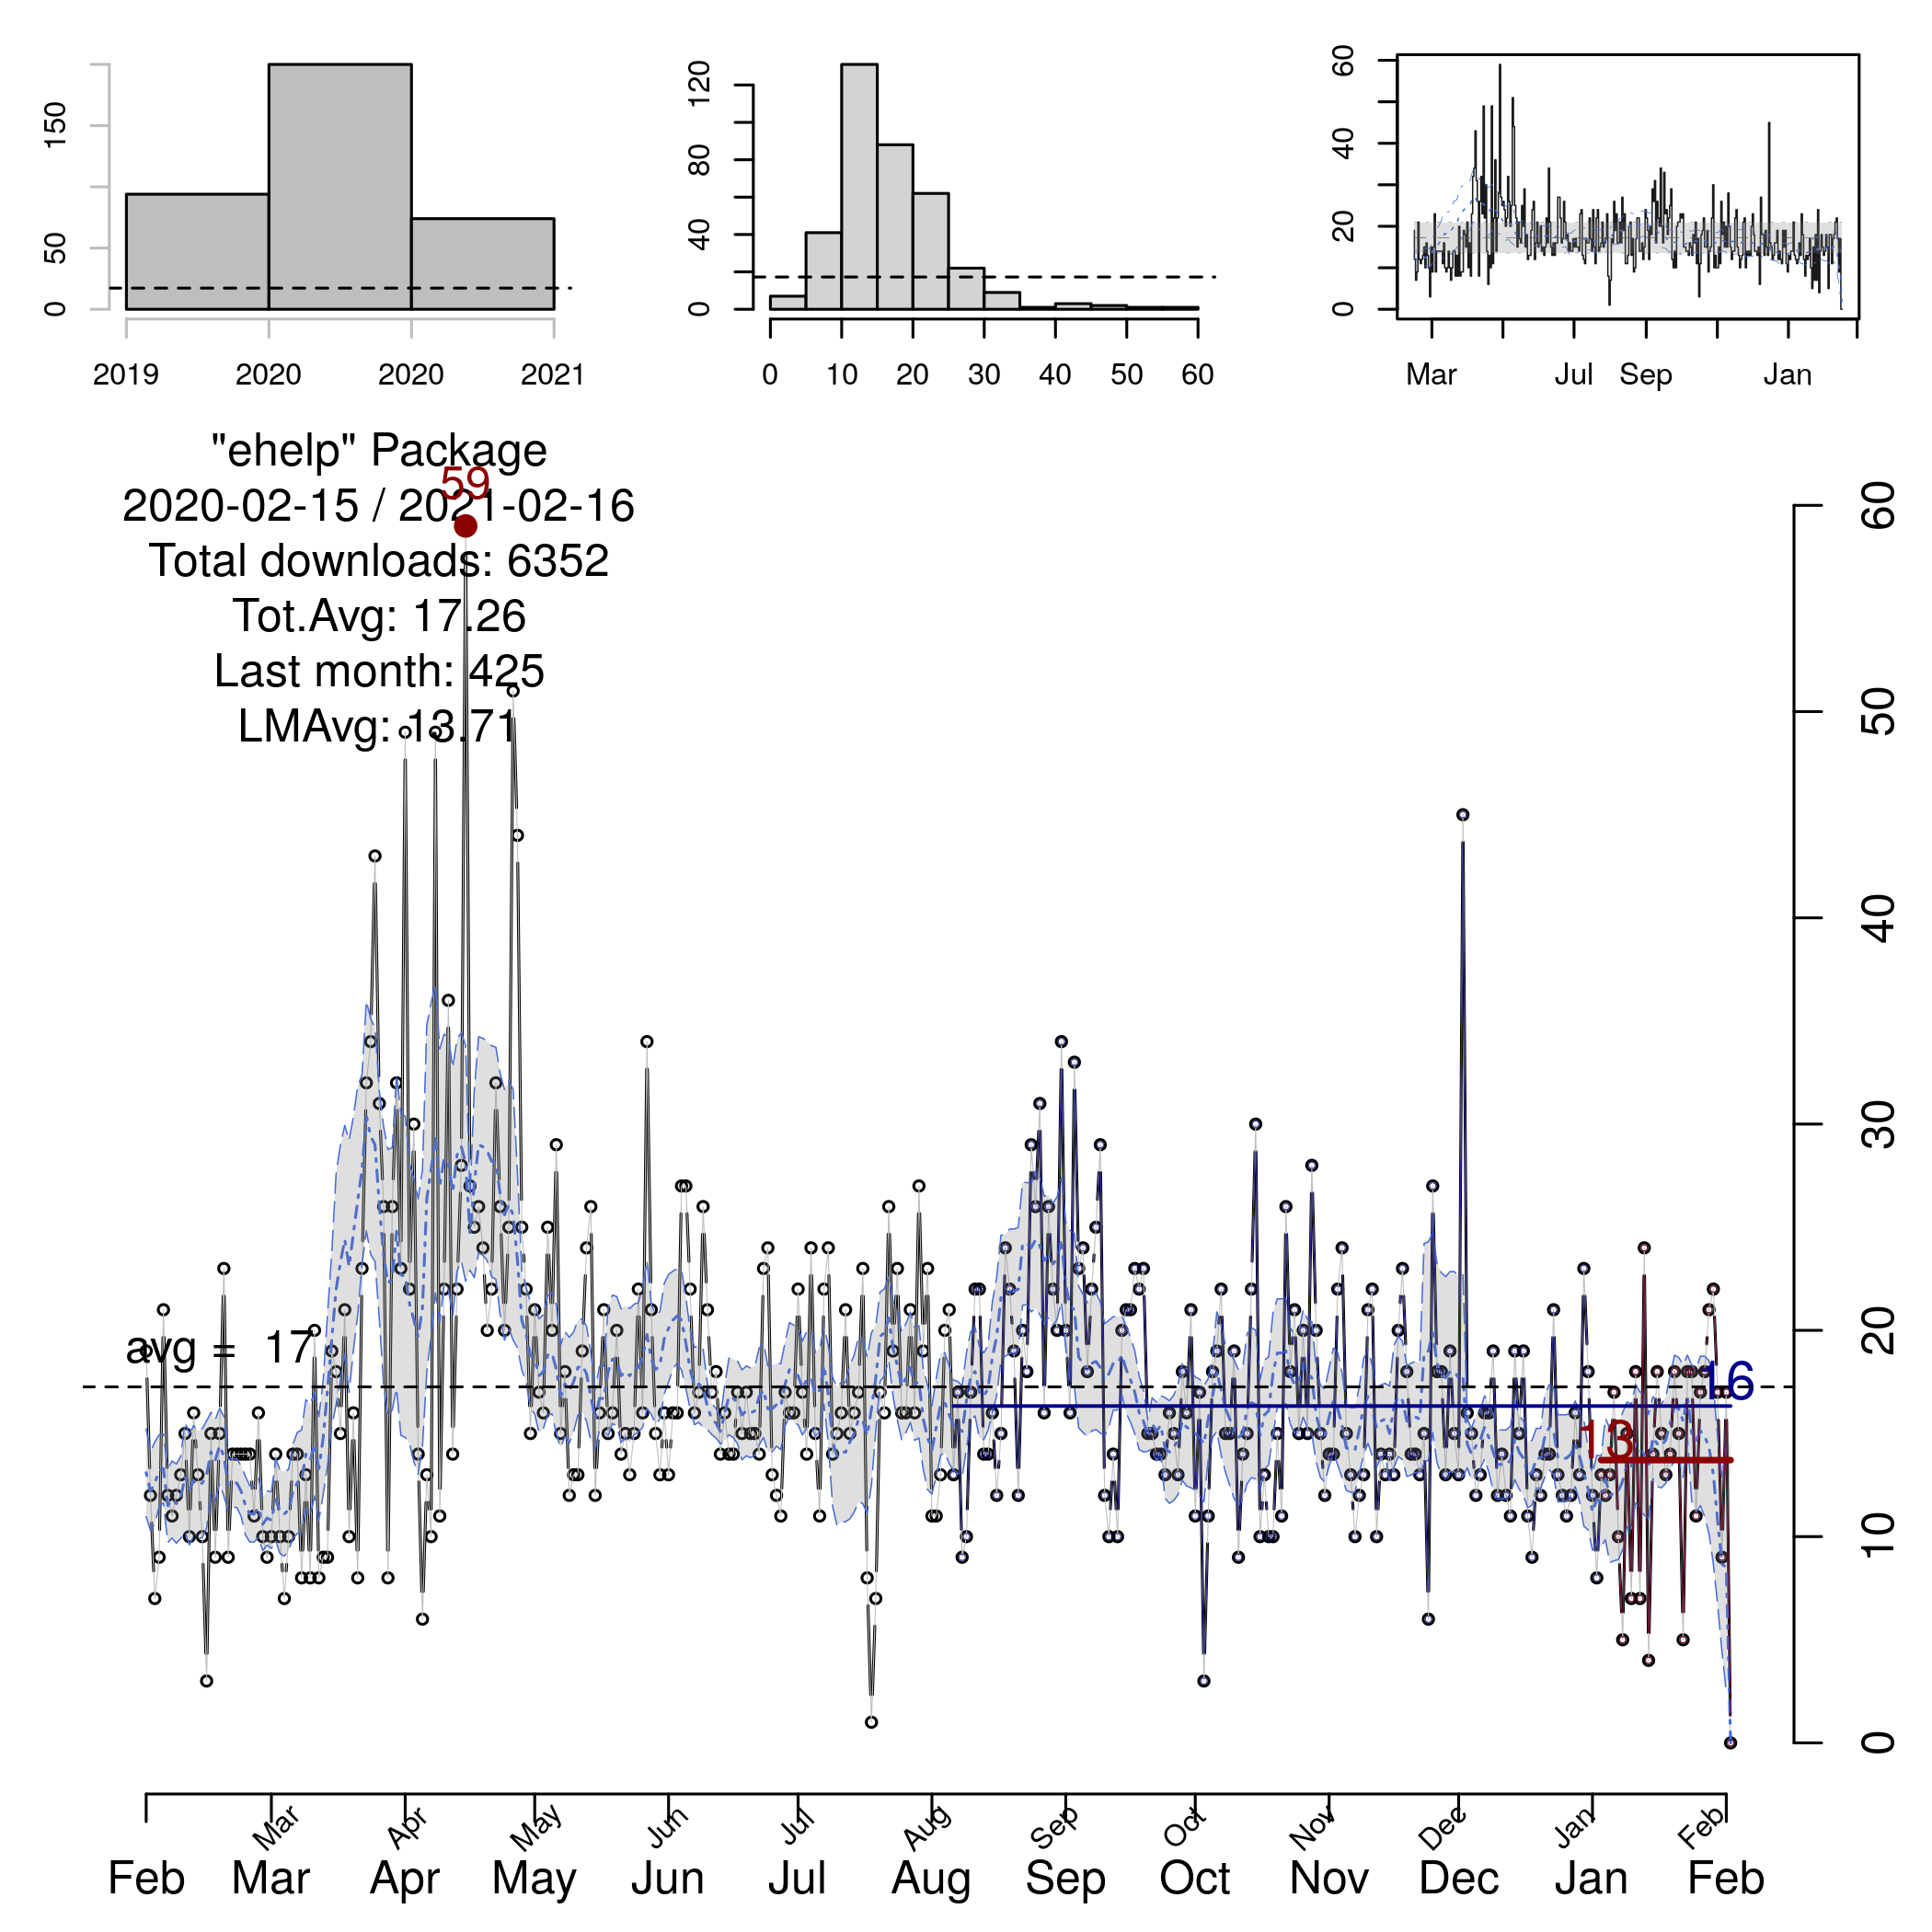 150
50
0
2019 2020 2020 2021
120
80
40
0
0 10 20 30 40 50 60
60
40
20
0
Mar Jul Sep Jan
"ehelp" Package
59
2020-02-15 / 2021-02-16
Total downloads: 6352
Tot.Avg: 17.26
Last month: 425
LMAvg: 13.71
avg = 17
16
13
60
50
40
30
20
10
0
Mar Apr May Jun Jul Aug Sep Oct Nov Dec Jan Feb
Feb Mar Apr May Jun Jul Aug Sep Oct Nov Dec Jan Feb